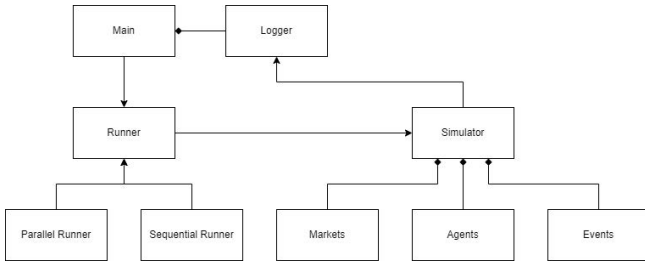 Main
Logger
Runner
Simulator
Parallel Runner
Sequential Runner
Markets
Agents
Events